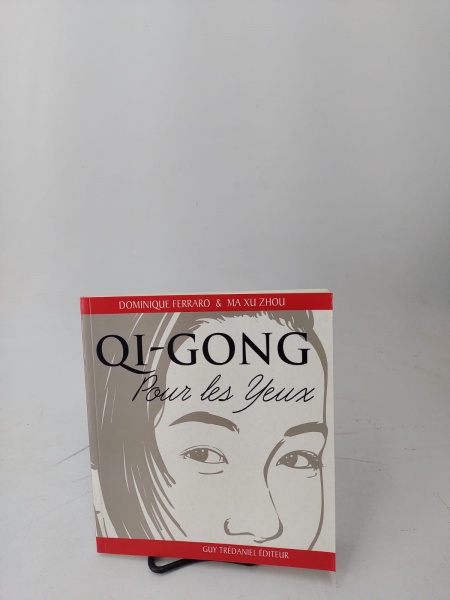 DOMINIQUE FERRARO & MA XU ZHOU
QI-GONG
Pour les Yeux
GUY TRÉDANIEL ÉDITEUR